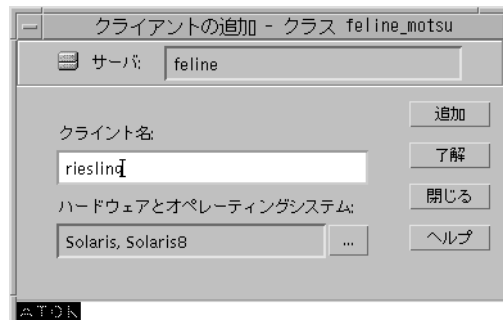 クライアントの追加 - クラス feline_motsu
サーバ: feline
追加
クライント名:
了解
riesling
閉じる
ハードウェアとオペレーティングシステム:
Solaris, Solaris8 ... ヘルプ
ATOK